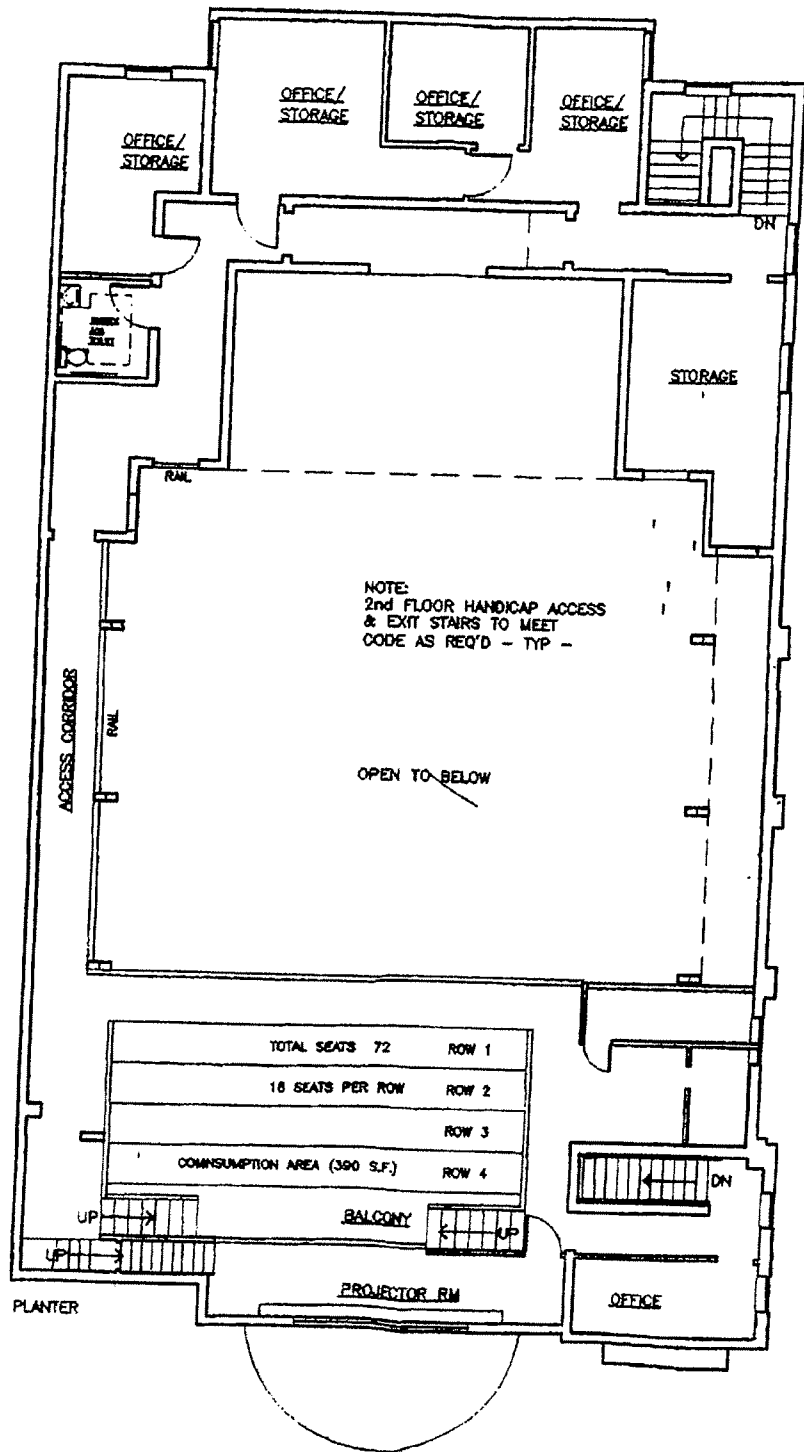 OFFICE/
STORAGE
OFFICE/
STORAGE
OFFICE/
STORAGE
OFFICE/
STORAGE
DN
ADA
TOILET
STORAGE
RAIL
NOTE:
2nd FLOOR HANDICAP ACCESS
& EXIT STAIRS TO MEET
CODE AS REQ'D - TYP -
ACCESS CORRIDOR
RAIL
OPEN TO BELOW
TOTAL SEATS 72 ROW 1
18 SEATS PER ROW ROW 2
ROW 3
COMNSUMPTION AREA (390 S.F.) ROW 4
DN
UP
BALCONY
UP
UP
PROJECTOR RM
OFFICE
PLANTER